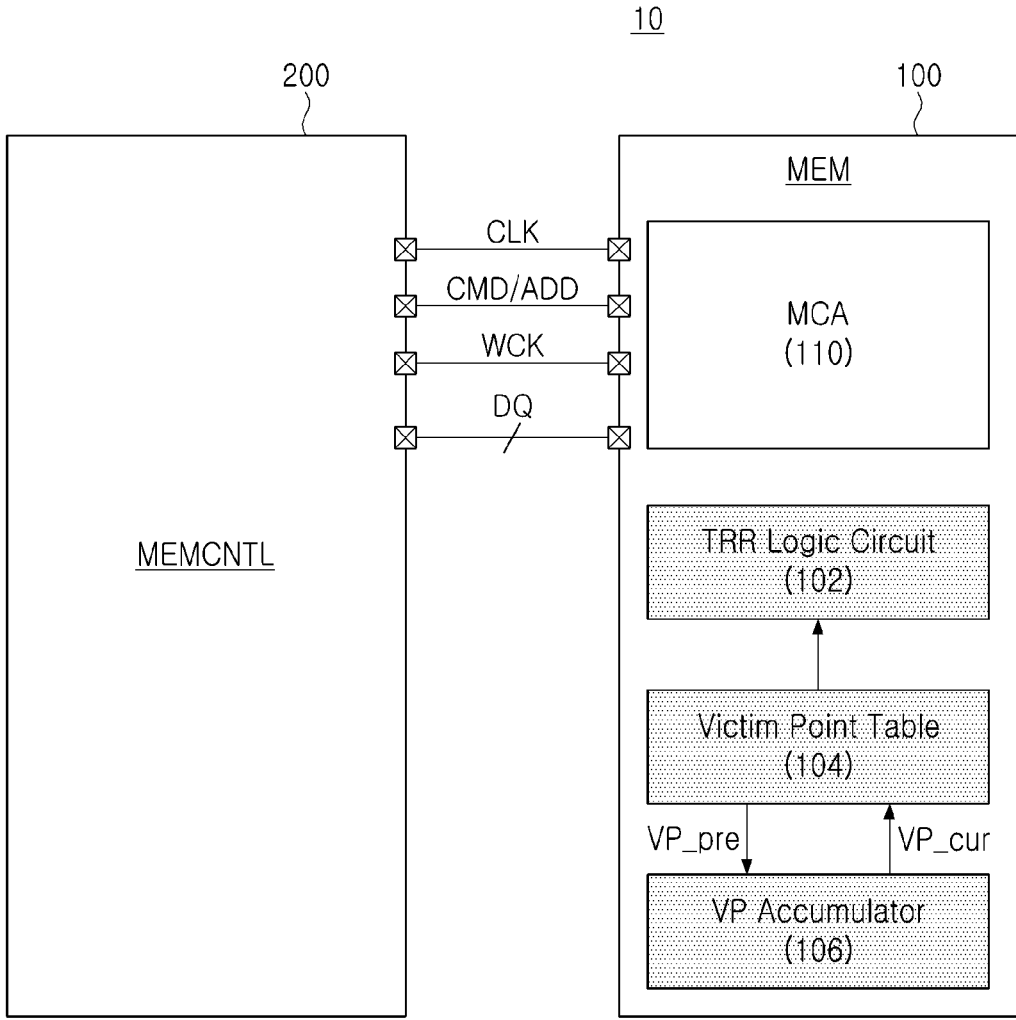 10
200
100
MEM
CLK
CMD/ADD
WCK
DQ
MCA
(110)
MEMCNTL
TRR Logic Circuit
(102)
Victim Point Table
(104)
VP_pre
VP_cur
VP Accumulator
(106)